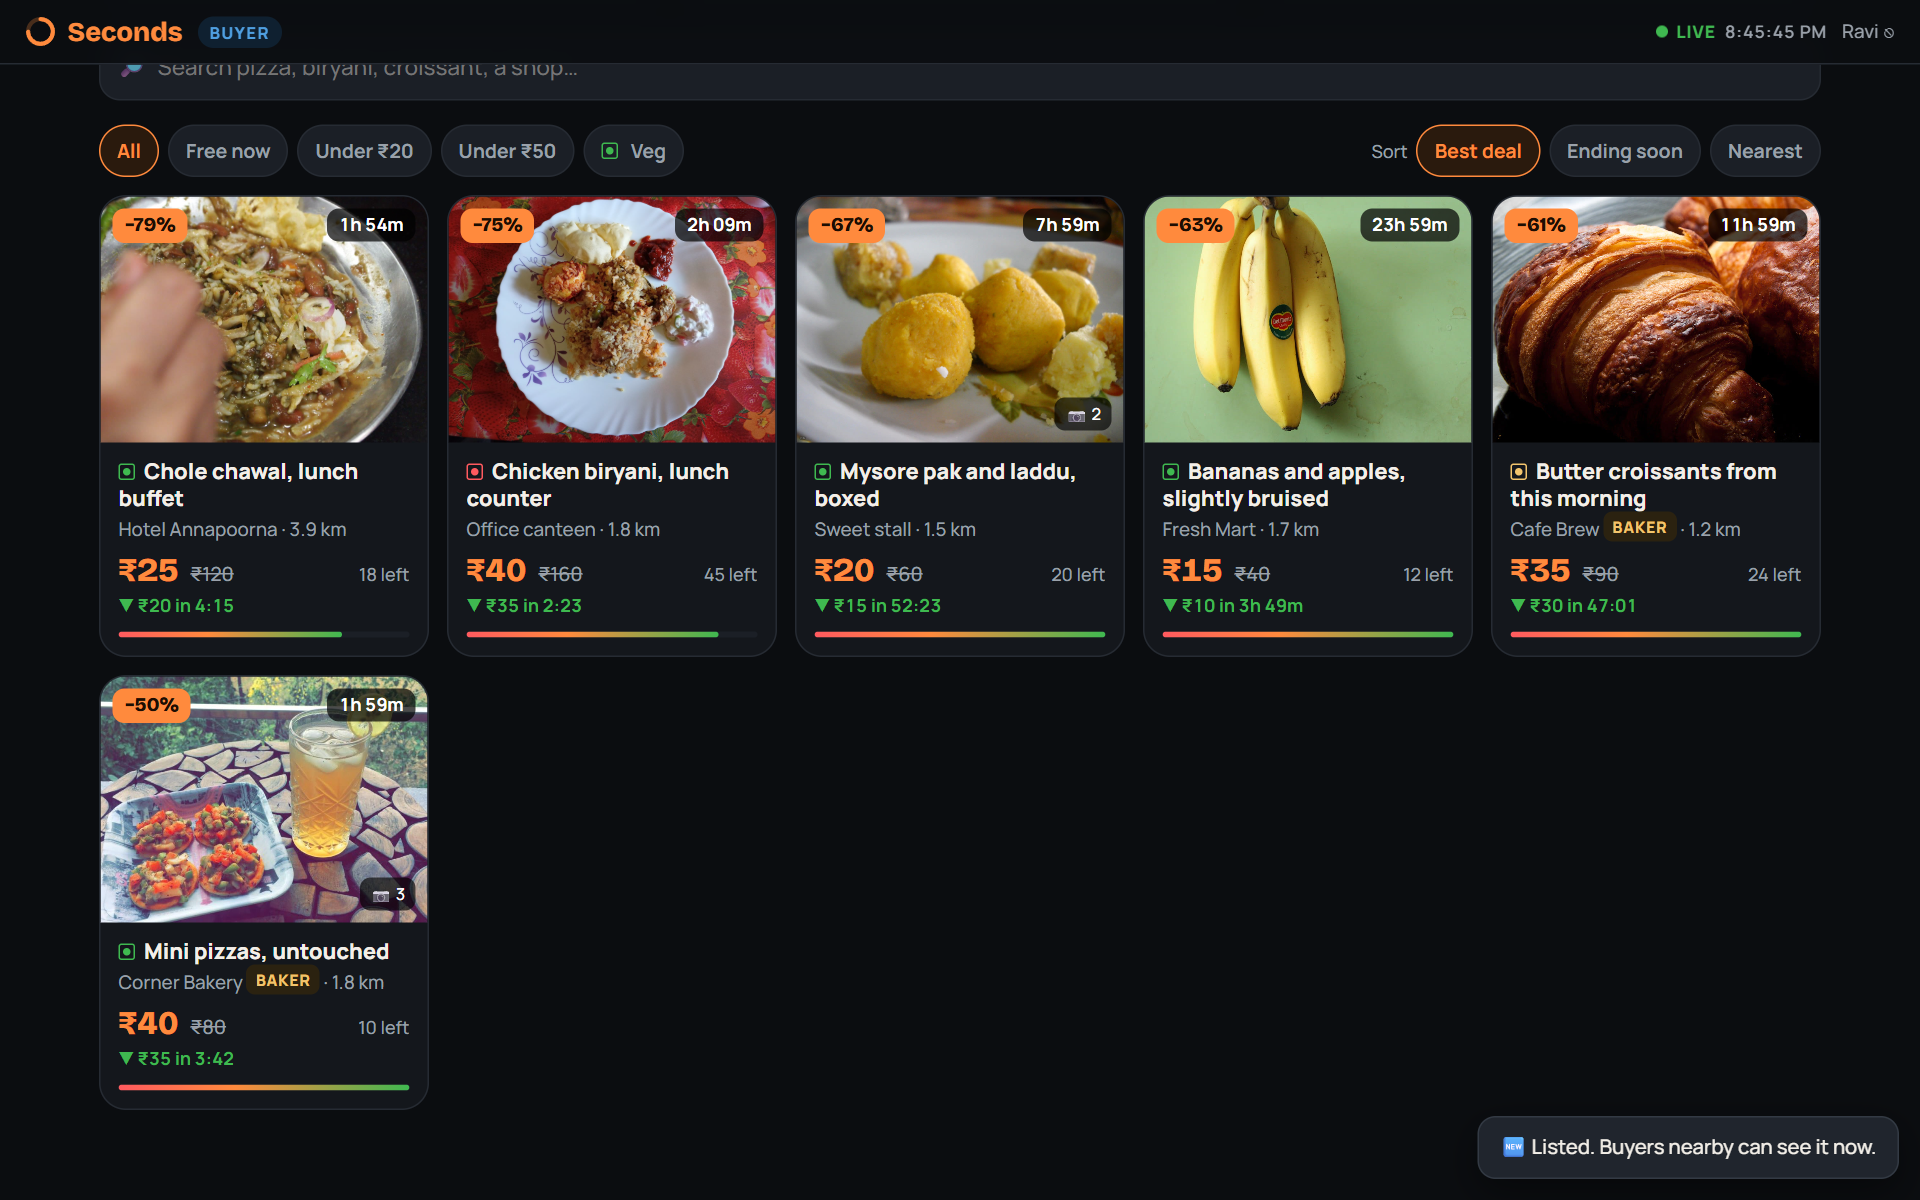 Seconds BUYER
LIVE 8:45:45 PM Ravi
Search pizza, biryani, croissant, a shop...
All Free now Under ₹20 Under ₹50 Veg Sort Best deal Ending soon Nearest
-79% 1h 54m
Chole chawal, lunch
buffet
Hotel Annapoorna · 3.9 km
₹25 ₹120 18 left
▼ ₹20 in 4:15
-75% 2h 09m
Chicken biryani, lunch
counter
Office canteen · 1.8 km
₹40 ₹160 45 left
▼ ₹35 in 2:23
-67% 7h 59m
2
Mysore pak and laddu,
boxed
Sweet stall · 1.5 km
₹20 ₹60 20 left
▼ ₹15 in 52:23
-63% 23h 59m
Bananas and apples,
slightly bruised
Fresh Mart · 1.7 km
₹15 ₹40 12 left
▼ ₹10 in 3h 49m
-61% 11h 59m
Butter croissants from
this morning
Cafe Brew BAKER · 1.2 km
₹35 ₹90 24 left
▼ ₹30 in 47:01
-50% 1h 59m
3
Mini pizzas, untouched
Corner Bakery BAKER · 1.8 km
₹40 ₹80 10 left
▼ ₹35 in 3:42
NEW Listed. Buyers nearby can see it now.